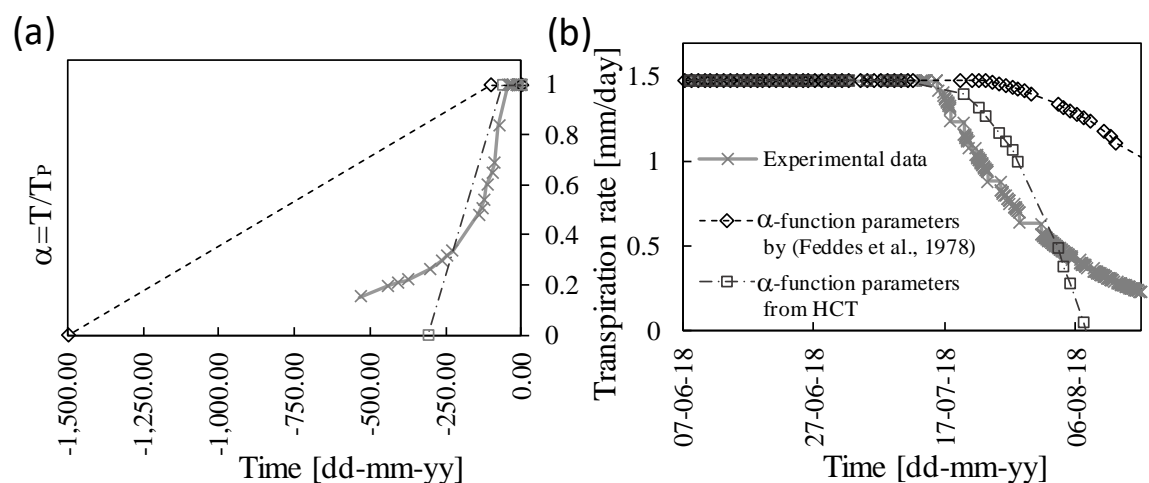 (a)
α=T/TP
1
0.8
0.6
0.4
0.2
0
-1,500.00
-1,250.00
-1,000.00
-750.00
-500.00
-250.00
0.00
Time [dd-mm-yy]
(b)
Transpiration rate [mm/day]
1.5
1
0.5
0
Experimental data
α-function parameters
by (Feddes et al., 1978)
α-function parameters
from HCT
07-06-18
27-06-18
17-07-18
06-08-18
Time [dd-mm-yy]